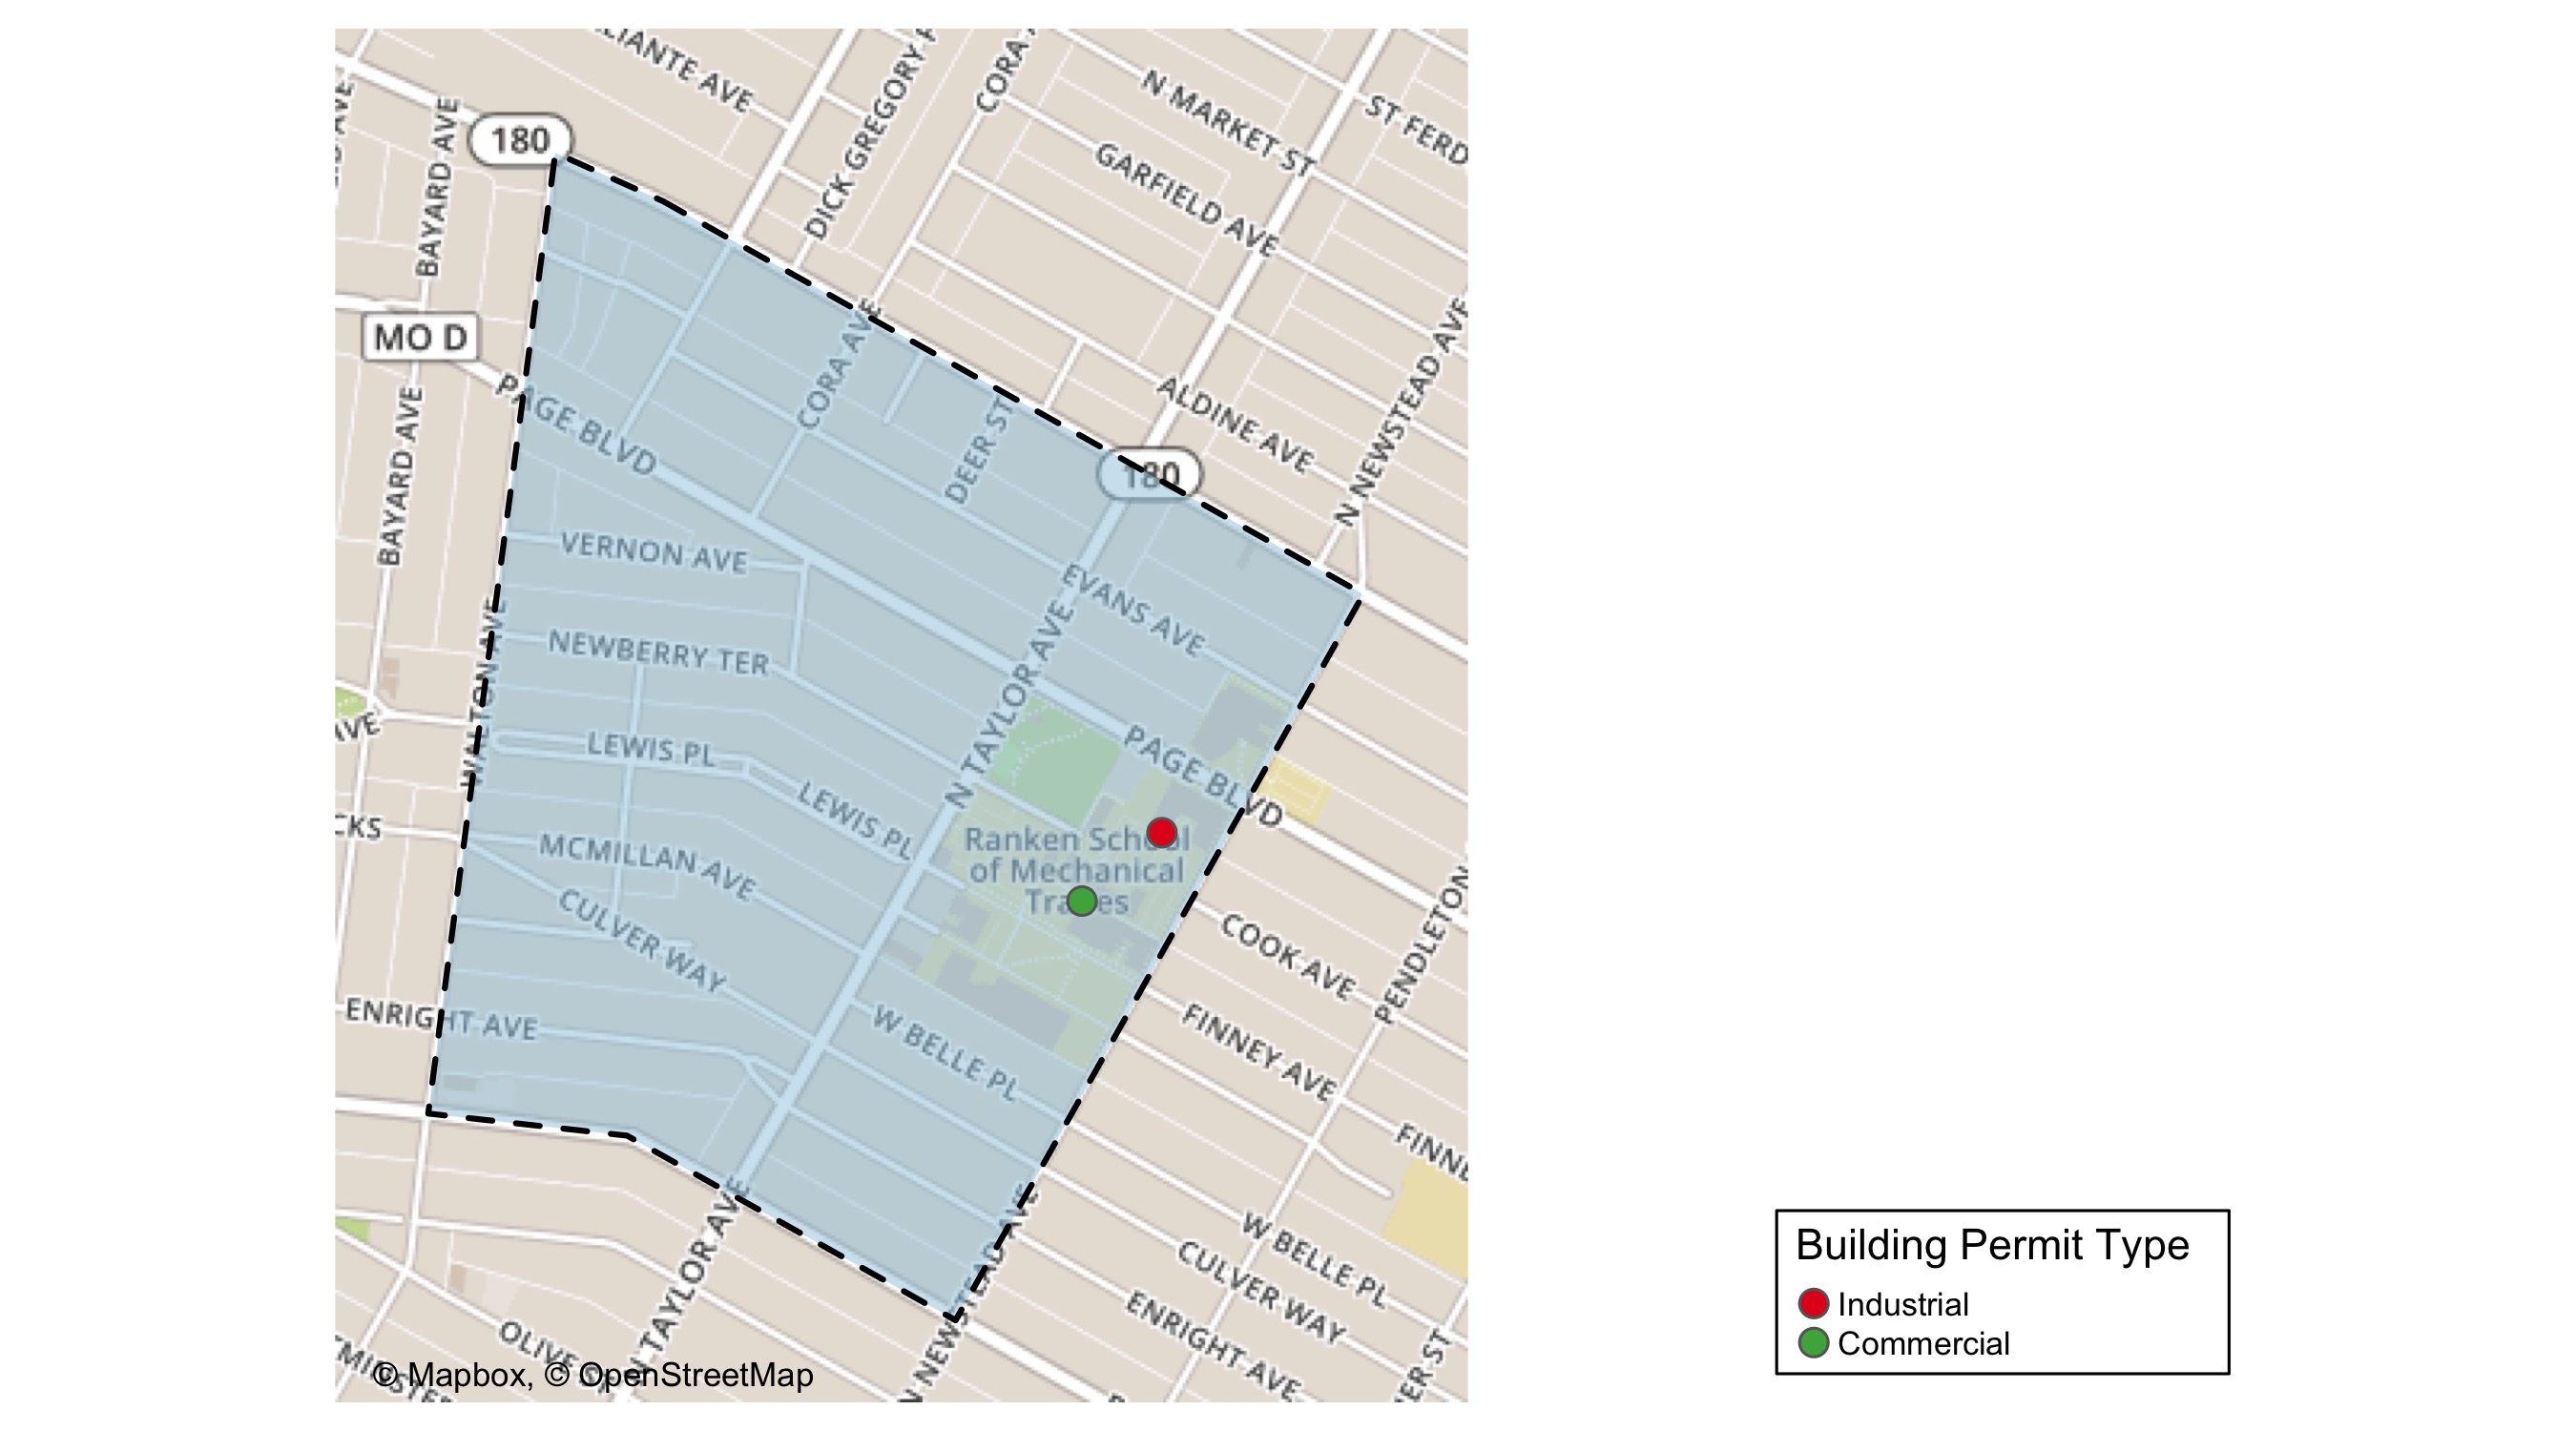 LIANTE AVE
DICK GREGORY
CORA
N MARKET ST
ST FERD
BAYARD AVE
180
GARFIELD AVE
MO D
CORA AVE
N NEWSTEAD AVE
PAGE BLVD
ALDINE AVE
DEER ST
180
BAYARD AVE
VERNON AVE
EVANS AVE
NEWBERRY TER
N TAYLOR AVE
WALTON AVE
AVE
LEWIS PL
PAGE BLVD
LEWIS PL
CKS
Ranken School
of Mechanical
Trades
MCMILLAN AVE
CULVER WAY
COOK AVE
PENDLETON
ENRIGHT AVE
W BELLE PL
FINNEY AVE
FINNE
N TAYLOR AVE
N NEWSTEAD AVE
W BELLE PL
CULVER WAY
ENRIGHT AVE
OLIVE
ER ST
© Mapbox, © OpenStreetMap
Building Permit Type
Industrial
Commercial